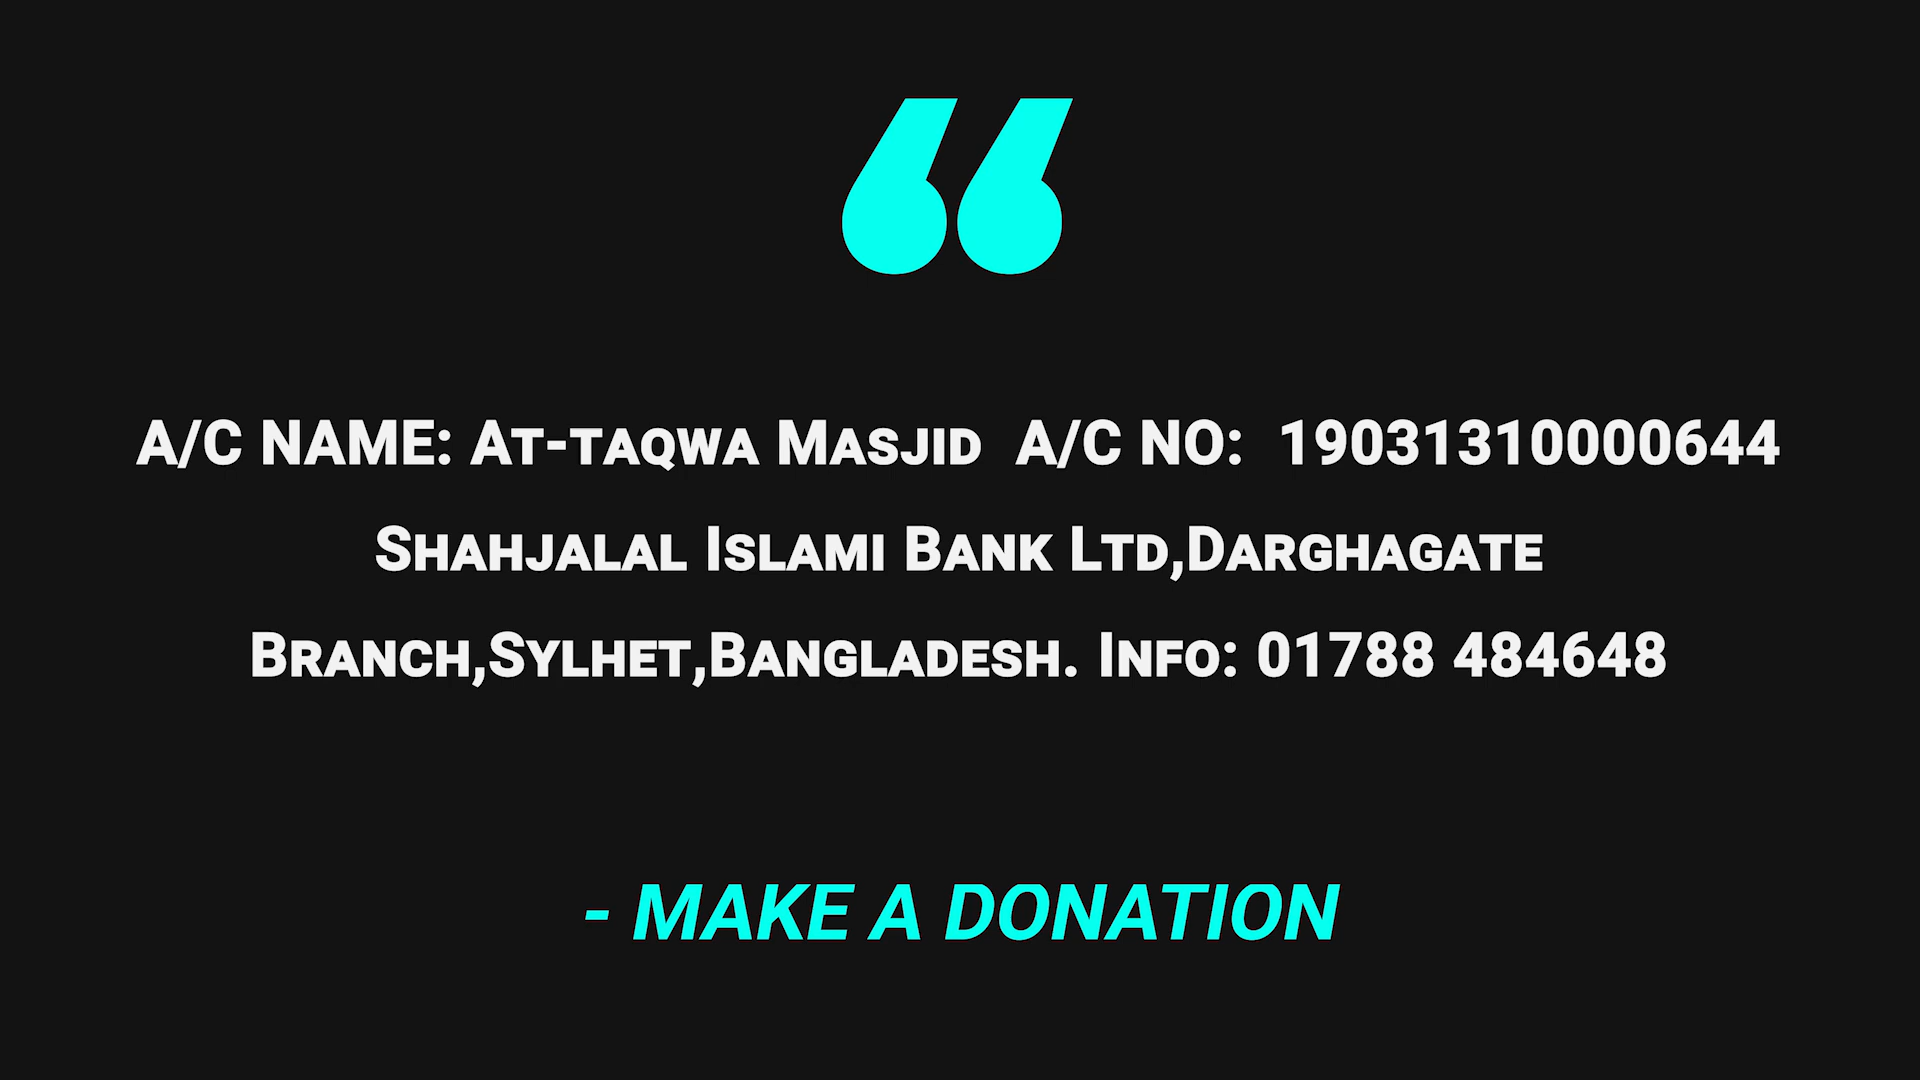 “
A/C NAME: At-taqwa Masjid  A/C NO:  19031310000644
Shahjalal Islami Bank Ltd,Darghagate
Branch,Sylhet,Bangladesh. Info: 01788 484648
- MAKE A DONATION